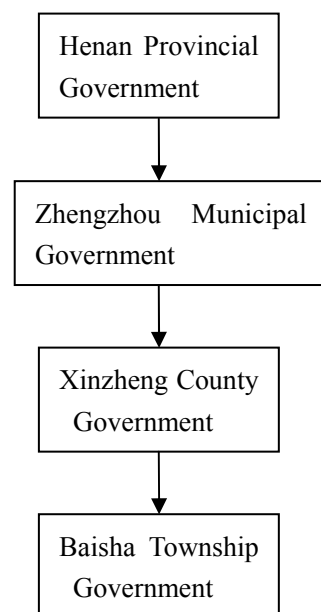 Henan Provincial
Government
Zhengzhou Municipal
Government
Xinzheng County
Government
Baisha Township
Government